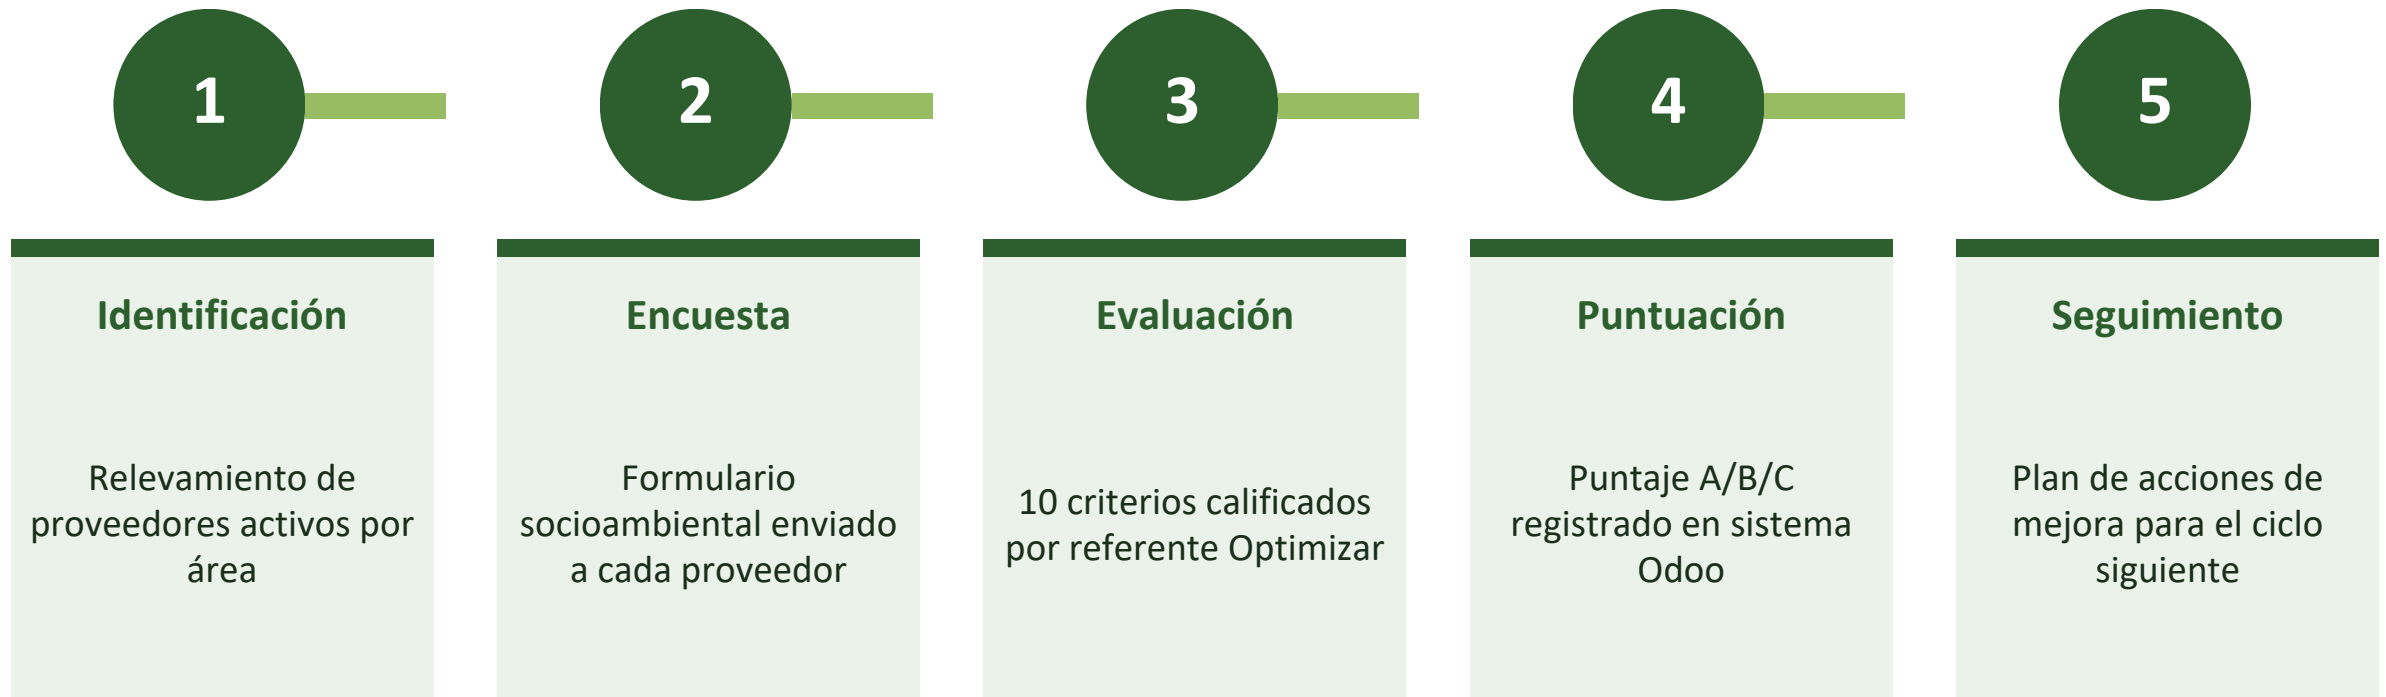 1
2
3
4
5
Identificación
Relevamiento de
proveedores activos por
área
Encuesta
Formulario
socioambiental enviado
a cada proveedor
Evaluación
10 criterios calificados
por referente Optimizar
Puntuación
Puntaje A/B/C
registrado en sistema
Odoo
Seguimiento
Plan de acciones de
mejora para el ciclo
siguiente